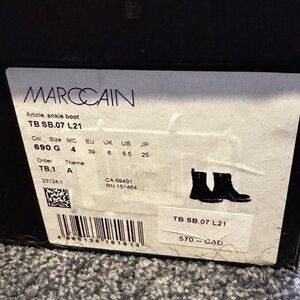 MARCCAIN
Article: ankle boot
TB SB.07 L21
Col. Size MC EU UK US JP
690 G 4 39 6 8.5 25
Order Theme
TB.1 A
23124.1
CA 59431
RN 151464
TB SB.07 L21
570.-- CAD